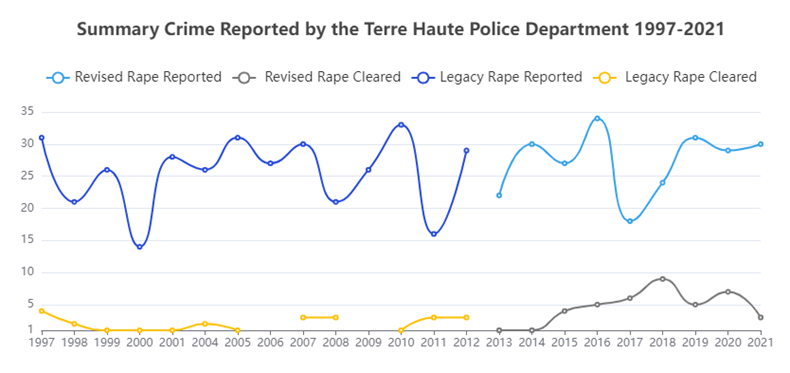 Summary Crime Reported by the Terre Haute Police Department 1997-2021
Revised Rape Reported Revised Rape Cleared Legacy Rape Reported Legacy Rape Cleared
35
30
25
20
15
10
5
1
1997 1998 1999 2000 2001 2004 2005 2006 2007 2008 2009 2010 2011 2012 2013 2014 2015 2016 2017 2018 2019 2020 2021